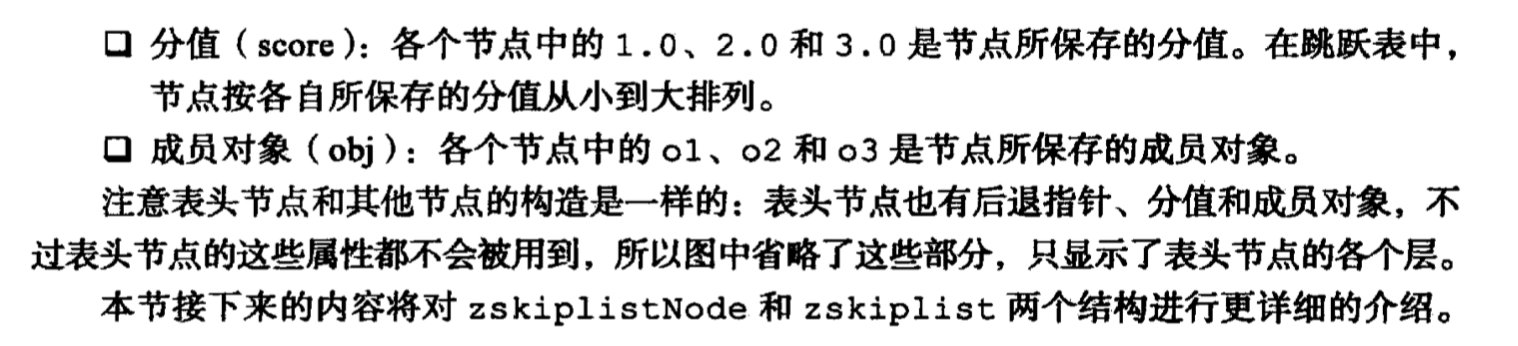 ❑ 分值（score）：各个节点中的 1.0、2.0 和 3.0 是节点所保存的分值。在跳跃表中，
节点按各自所保存的分值从小到大排列。
❑ 成员对象（obj）：各个节点中的 o1、o2 和 o3 是节点所保存的成员对象。
注意表头节点和其他节点的构造是一样的：表头节点也有后退指针、分值和成员对象，不
过表头节点的这些属性都不会被用到，所以图中省略了这些部分，只显示了表头节点的各个层。
本节接下来的内容将对 zskiplistNode 和 zskiplist 两个结构进行更详细的介绍。